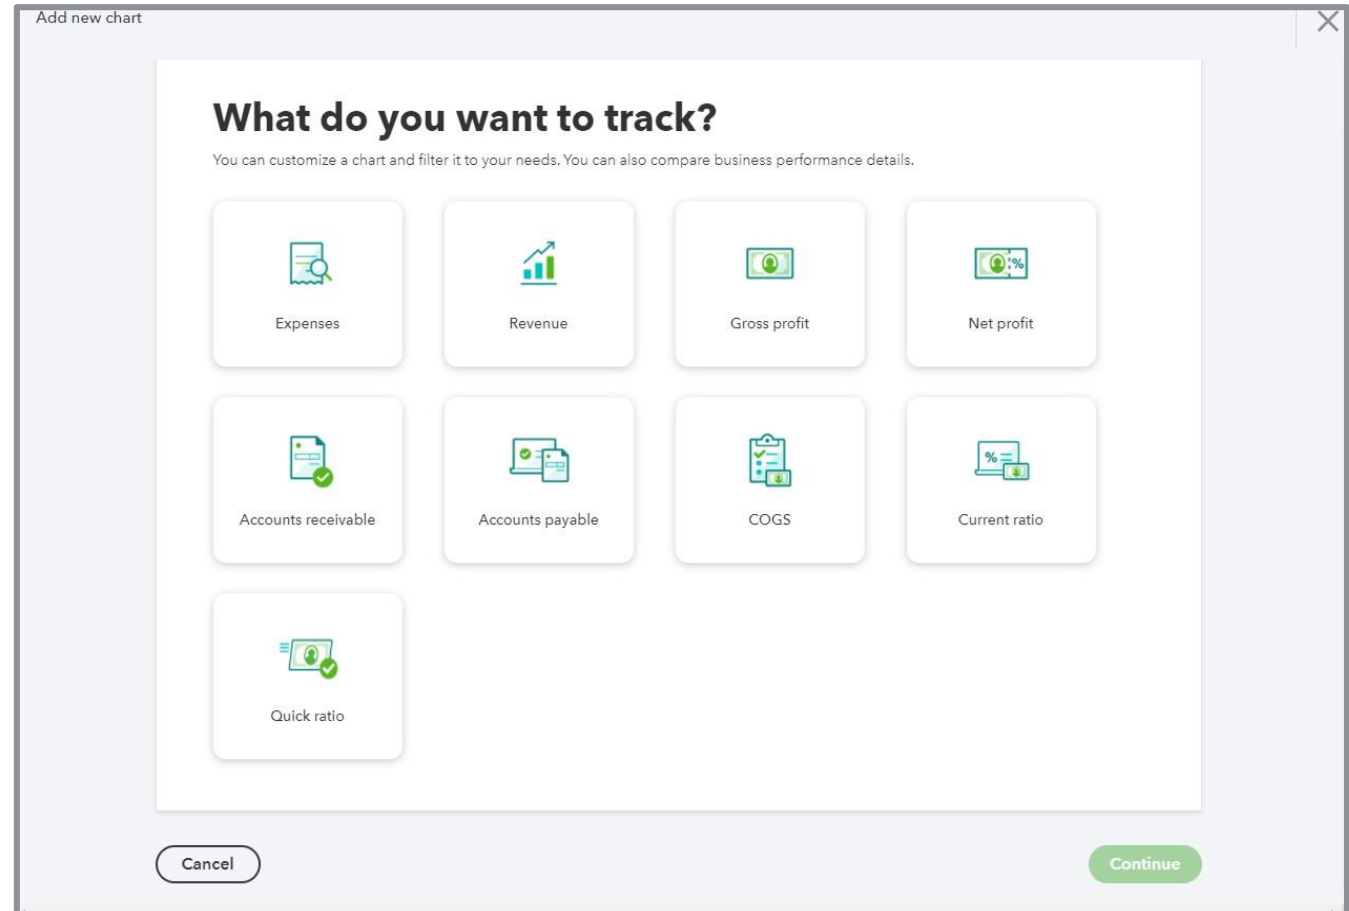 Add new chart
What do you want to track?
You can customize a chart and filter it to your needs. You can also compare business performance details.
%
Expenses
Revenue
Gross profit
Net profit
%
Accounts receivable
Accounts payable
COGS
Current ratio
Quick ratio
Cancel
Continue